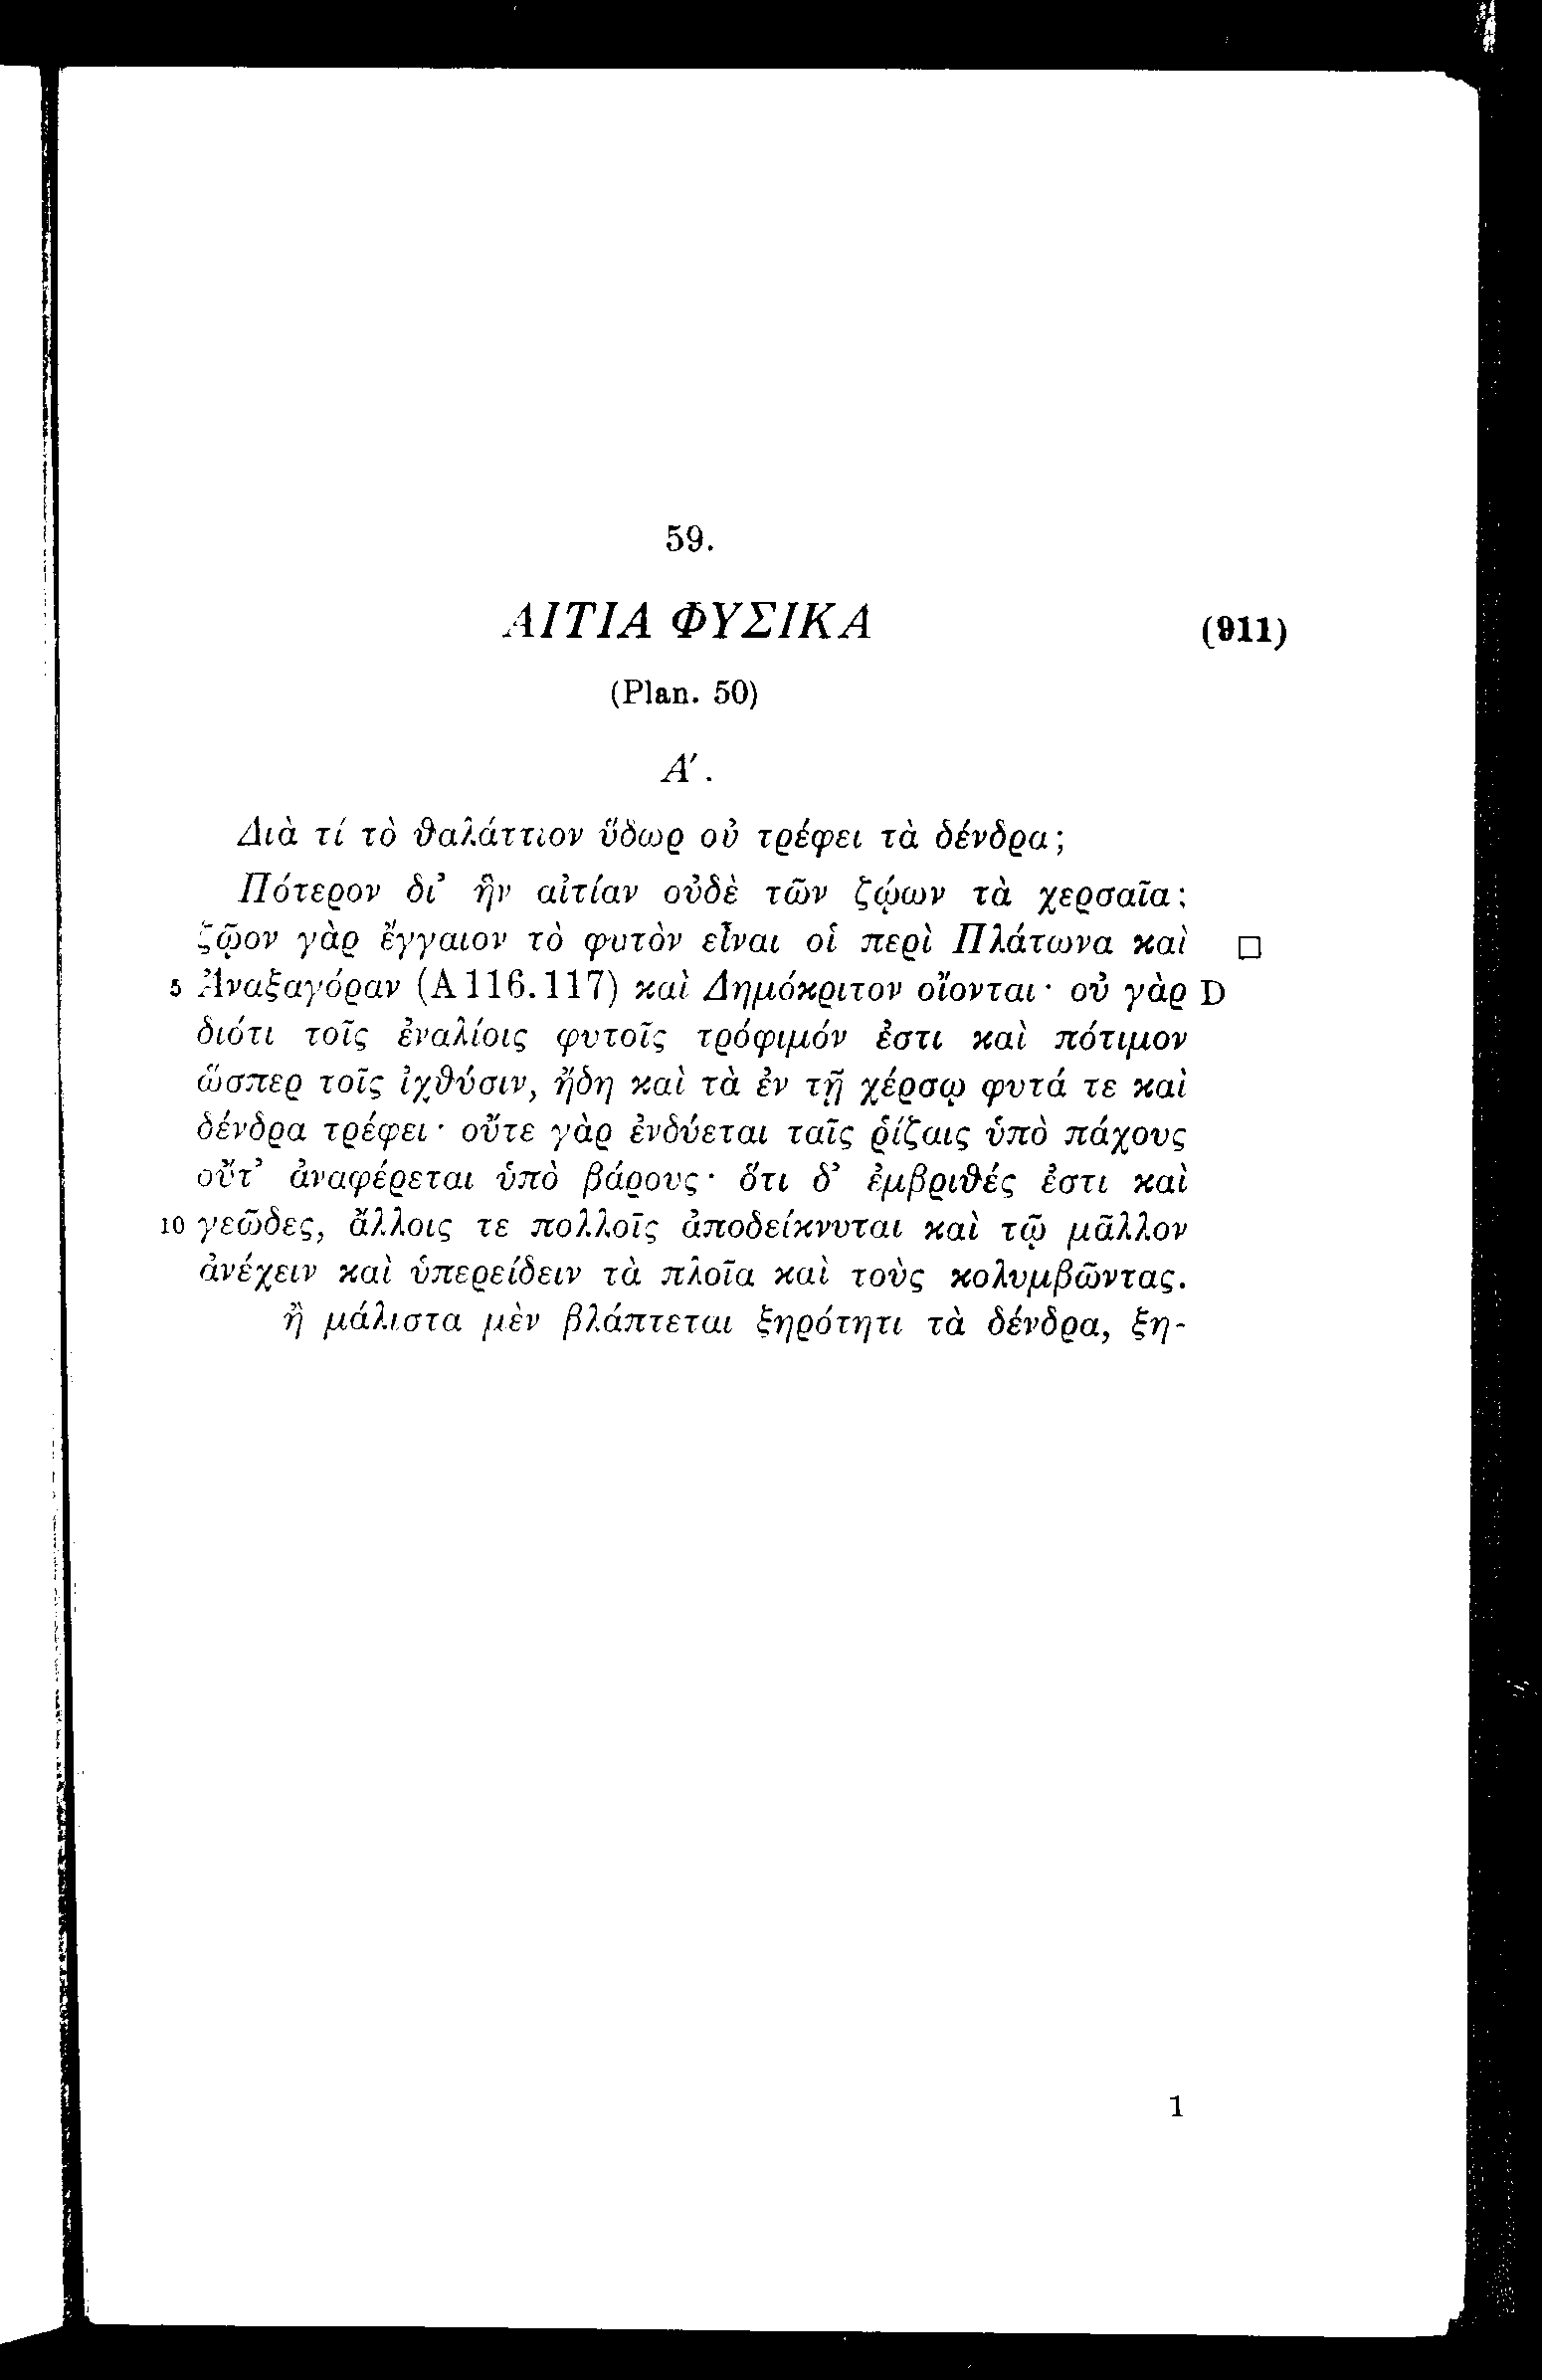 59.
ΑΙΤΙΑ ΦΥΣΙΚΑ (911)
(Plan. 50)
Α′.
Διὰ τί τὸ θαλάττιον ὕδωρ οὐ τρέφει τὰ δένδρα;
Πότερον δι’ ἣν αἰτίαν οὐδὲ τῶν ζῴων τὰ χερσαῖα;
ζῷον γὰρ ἔγγαιον τὸ φυτὸν εἶναι οἱ περὶ Πλάτωνα καὶ □
5 Ἀναξαγόραν (A 116. 117) καὶ Δημόκριτον οἴονται· οὐ γὰρ D
διότι τοῖς ἐναλίοις φυτοῖς τρόφιμόν ἐστι καὶ πότιμον
ὥσπερ τοῖς ἰχθύσιν, ἤδη καὶ τὰ ἐν τῇ χέρσῳ φυτά τε καὶ
δένδρα τρέφει· οὔτε γὰρ ἐνδύεται ταῖς ῥίζαις ὑπὸ πάχους
οὔτ’ ἀναφέρεται ὑπὸ βάρους· ὅτι δ’ ἐμβριθές ἐστι καὶ
10 γεῶδες, ἄλλοις τε πολλοῖς ἀποδείκνυται καὶ τῷ μᾶλλον
ἀνέχειν καὶ ὑπερείδειν τὰ πλοῖα καὶ τοὺς κολυμβῶντας.
ἢ μάλιστα μὲν βλάπτεται ξηρότητι τὰ δένδρα, ξη-
1